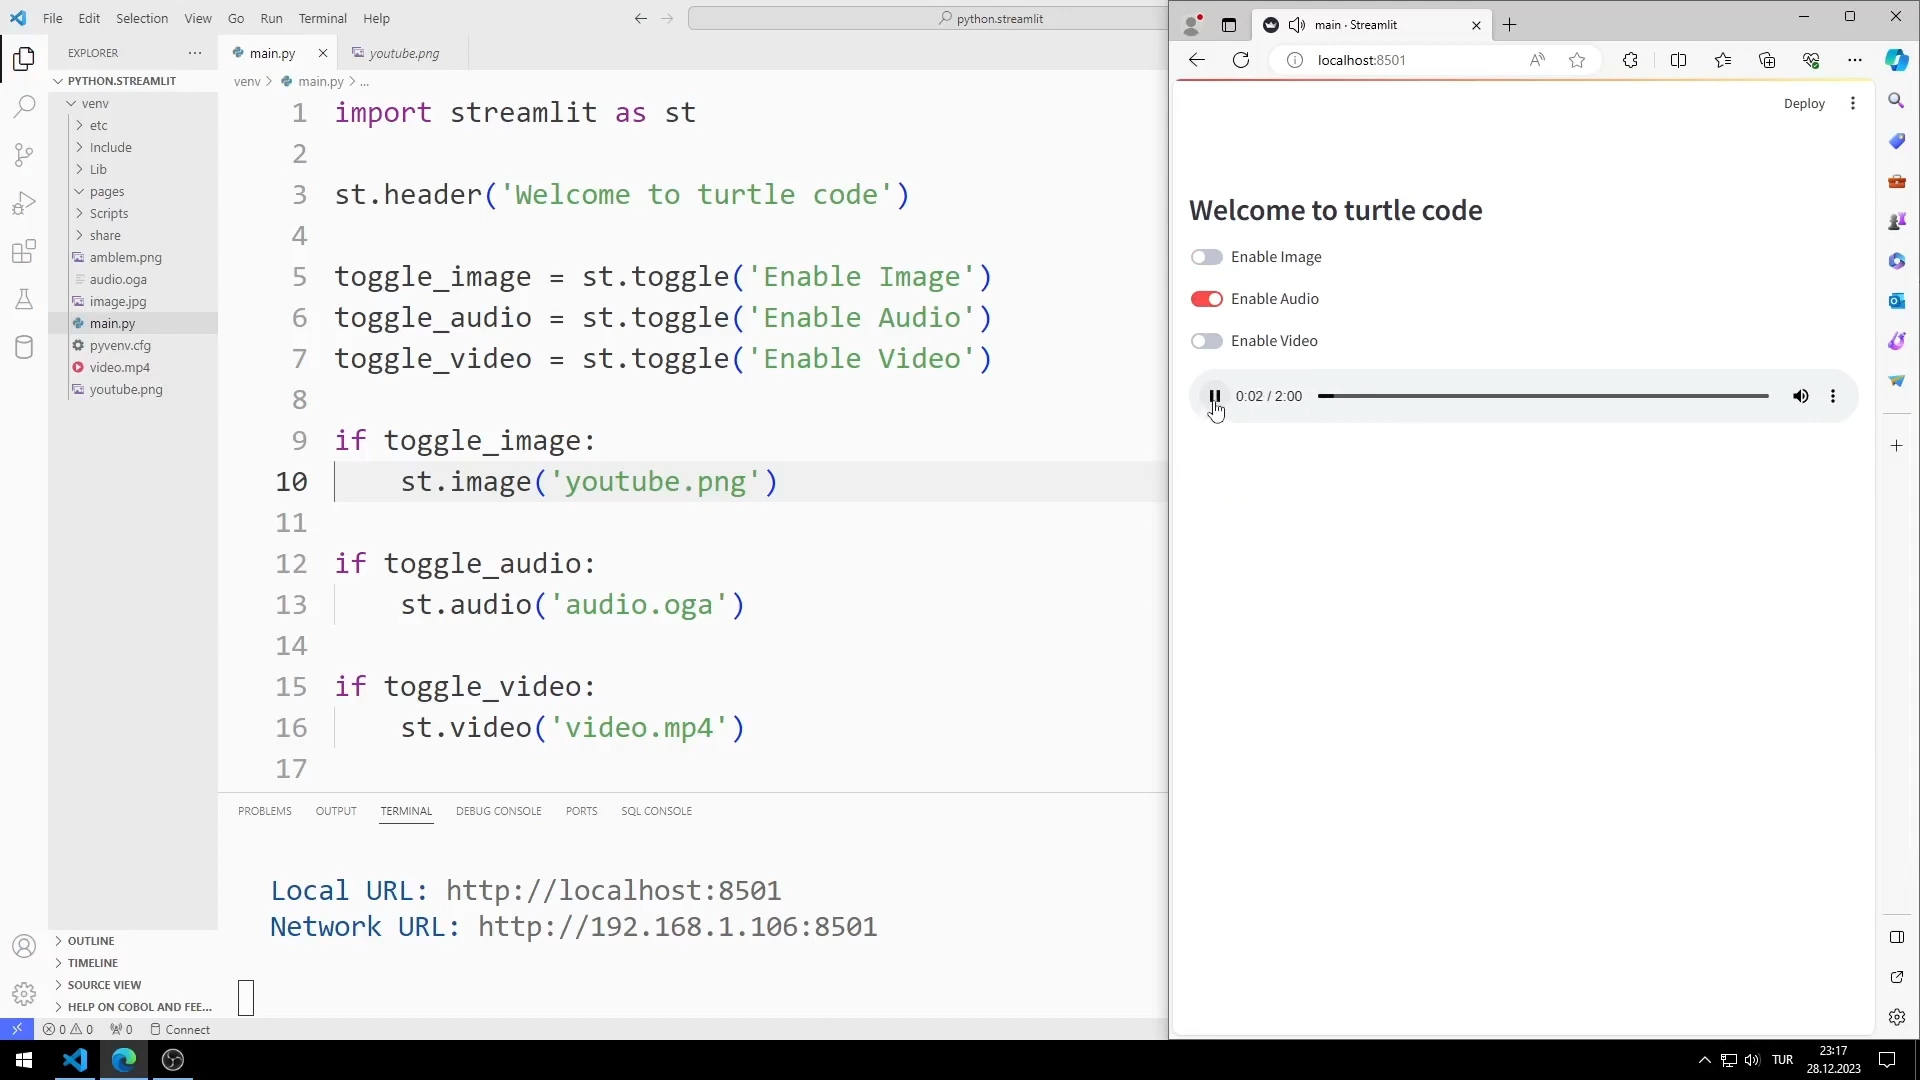 File Edit Selection View Go Run Terminal Help
python.streamlit
EXPLORER
PYTHON.STREAMLIT
venv
etc
Include
Lib
pages
Scripts
share
amblem.png
audio.oga
image.jpg
main.py
pyvenv.cfg
video.mp4
youtube.png
OUTLINE
TIMELINE
SOURCE VIEW
HELP ON COBOL AND FEE...
main.py youtube.png
venv > main.py > ...
1 import streamlit as st
2
3 st.header('Welcome to turtle code')
4
5 toggle_image = st.toggle('Enable Image')
6 toggle_audio = st.toggle('Enable Audio')
7 toggle_video = st.toggle('Enable Video')
8
9 if toggle_image:
10 st.image('youtube.png')
11
12 if toggle_audio:
13 st.audio('audio.oga')
14
15 if toggle_video:
16 st.video('video.mp4')
17
PROBLEMS OUTPUT TERMINAL DEBUG CONSOLE PORTS SQL CONSOLE
Local URL: http://localhost:8501
Network URL: http://192.168.1.106:8501
0 0 0 Connect
main · Streamlit
localhost:8501
Deploy
Welcome to turtle code
Enable Image
Enable Audio
Enable Video
0:02 / 2:00
TUR
23:17
28.12.2023